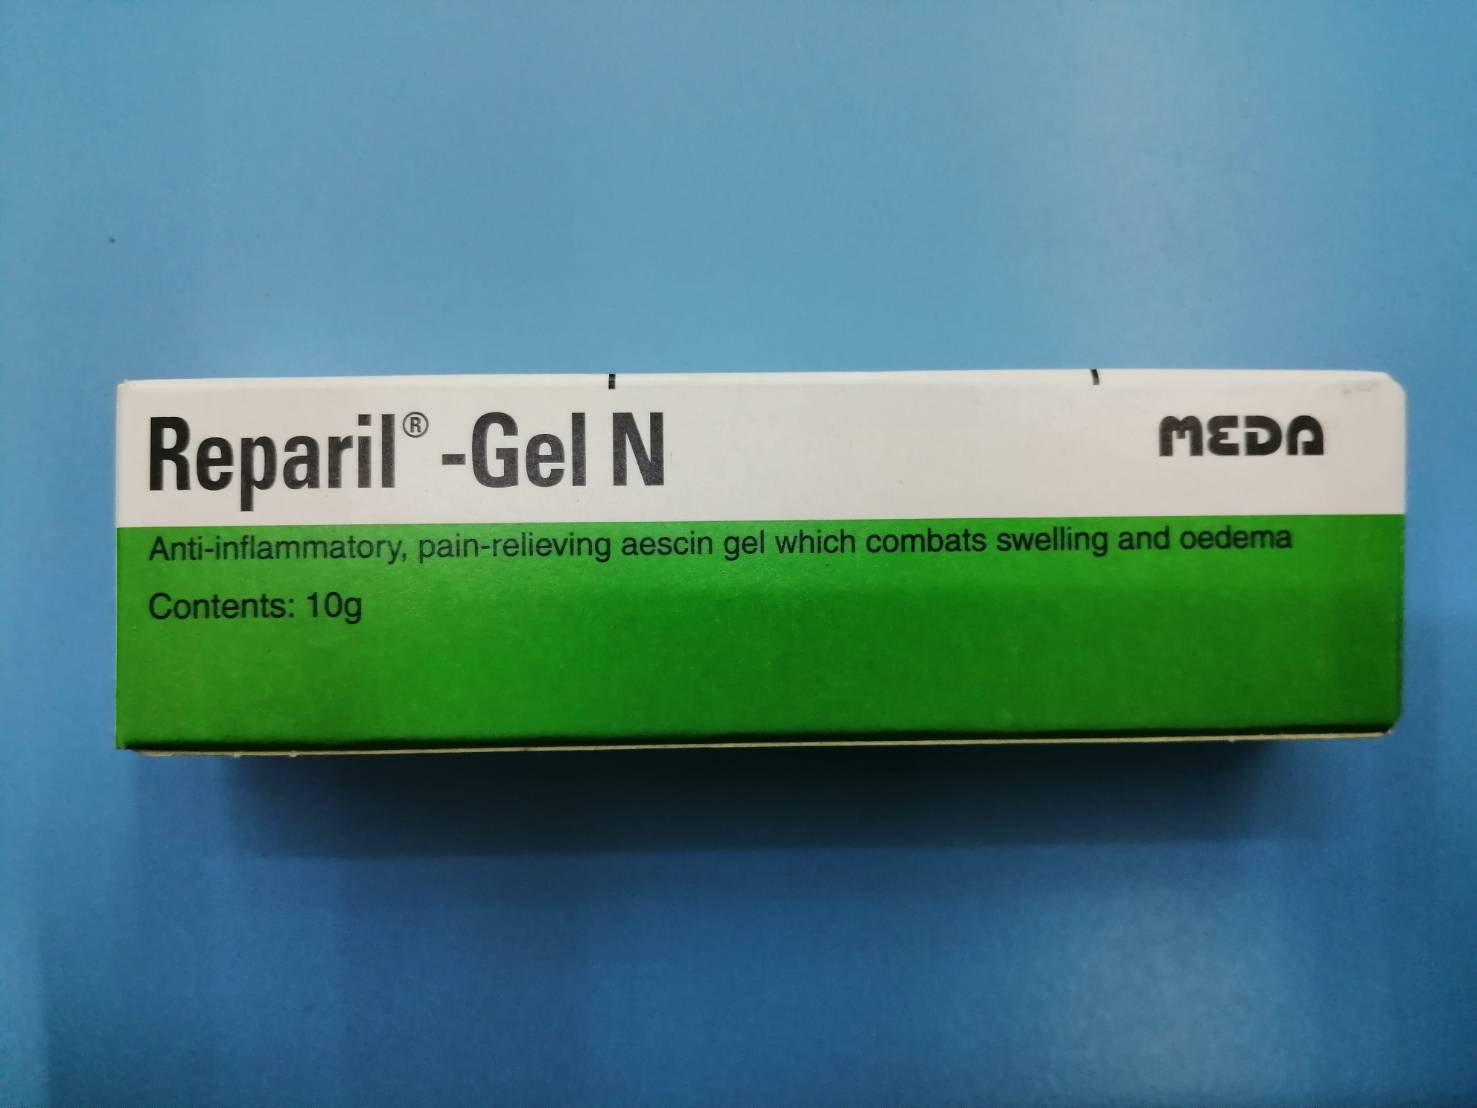 Reparil® -Gel N
MEDA
Anti-inflammatory, pain-relieving aescin gel which combats swelling and oedema
Contents: 10g